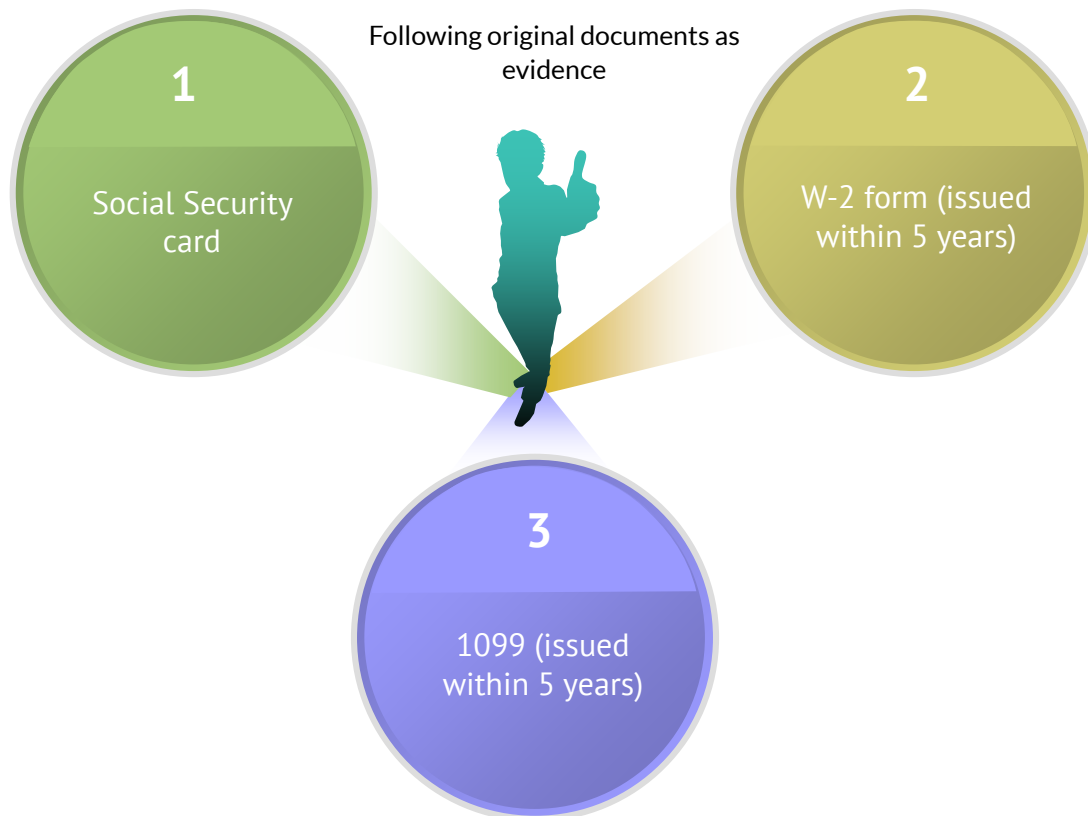 Following original documents as
evidence
1
Social Security
card
2
W-2 form (issued
within 5 years)
3
1099 (issued
within 5 years)